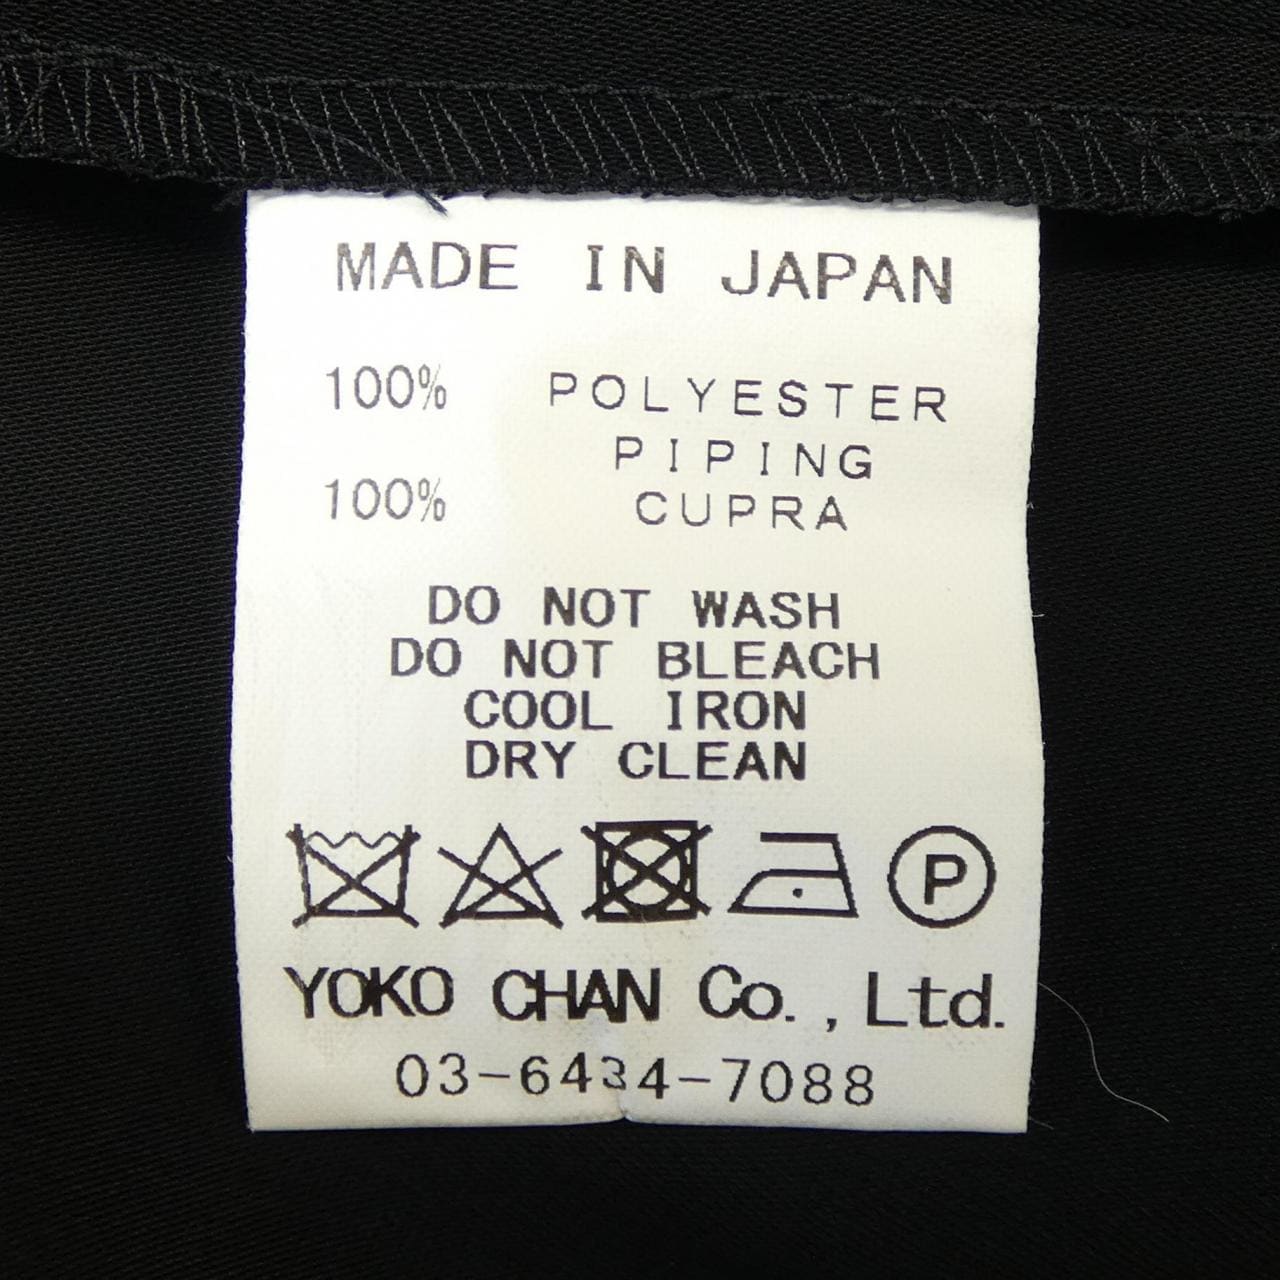 MADE IN JAPAN
100% POLYESTER
PIPING
100% CUPRA
DO NOT WASH
DO NOT BLEACH
COOL IRON
DRY CLEAN
P
YOKO CHAN Co., Ltd.
03-6434-7088